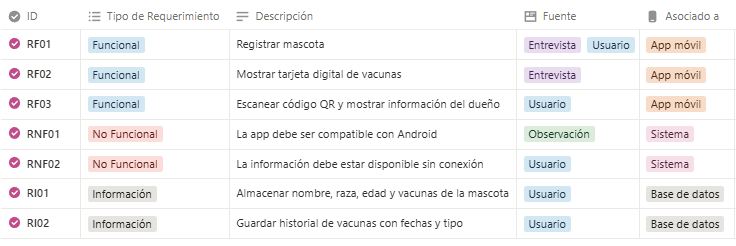 ID Tipo de Requerimiento Descripción Fuente Asociado a
RF01 Funcional Registrar mascota Entrevista Usuario App móvil
RF02 Funcional Mostrar tarjeta digital de vacunas Entrevista App móvil
RF03 Funcional Escanear código QR y mostrar información del dueño Usuario App móvil
RNF01 No Funcional La app debe ser compatible con Android Observación Sistema
RNF02 No Funcional La información debe estar disponible sin conexión Usuario Sistema
RI01 Información Almacenar nombre, raza, edad y vacunas de la mascota Usuario Base de datos
RI02 Información Guardar historial de vacunas con fechas y tipo Usuario Base de datos